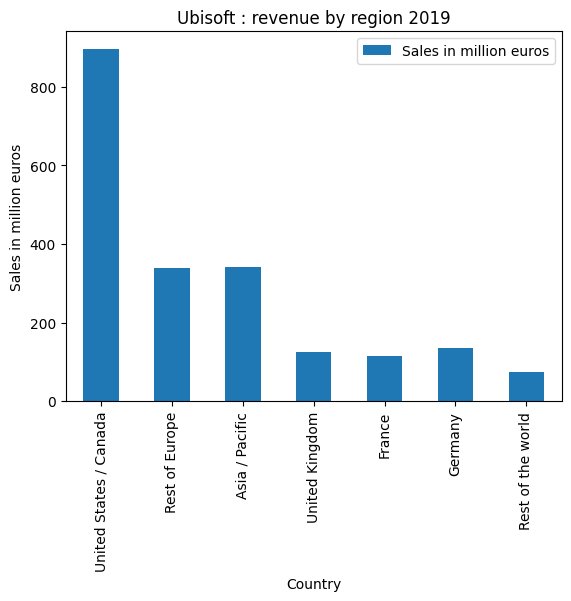 Ubisoft : revenue by region 2019
Sales in million euros
Sales in million euros
800
600
400
200
0
United States / Canada
Rest of Europe
Asia / Pacific
United Kingdom
France
Germany
Rest of the world
Country